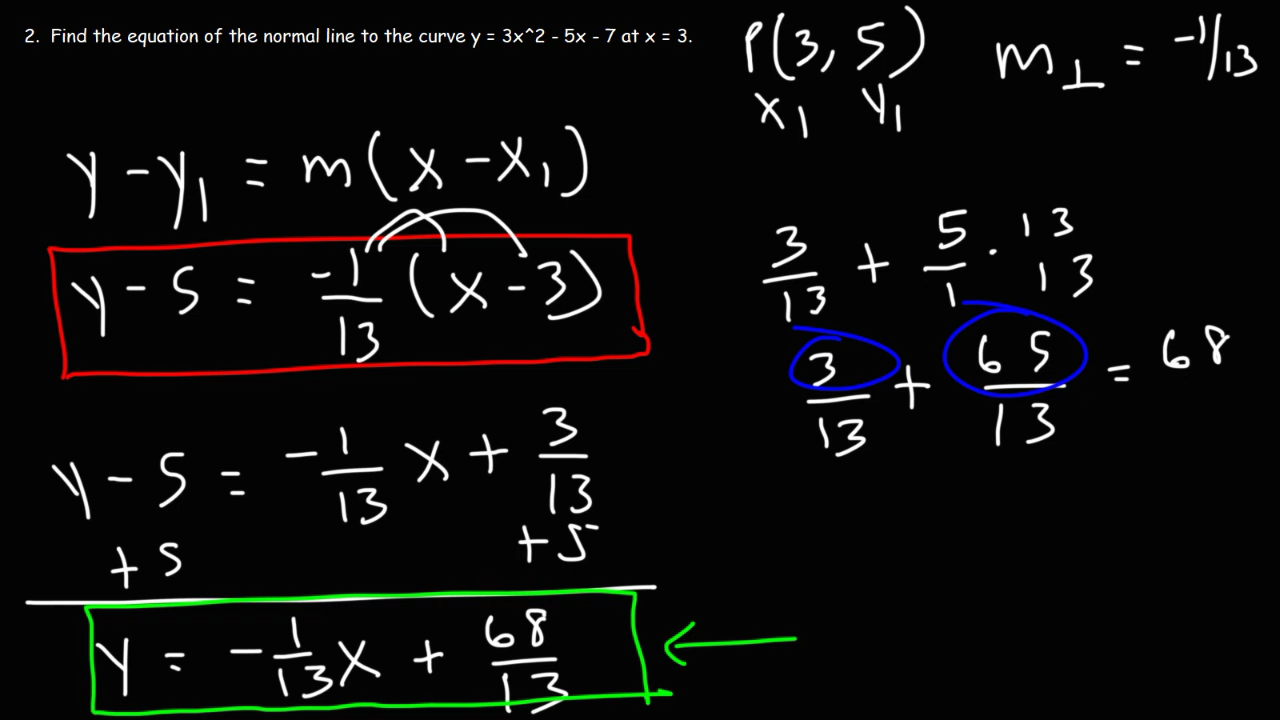 2. Find the equation of the normal line to the curve y = 3x^2 - 5x - 7 at x = 3.
P(3, 5) m⊥ = -1/13
x₁ y₁
y - y₁ = m(x - x₁)
y - 5 = -1/13 (x - 3)
y - 5 = -1/13 x + 3/13
+ 5 + 5
y = -1/13 x + 68/13
3/13 + 5/1 · 13/13
3/13 + 65/13 = 68